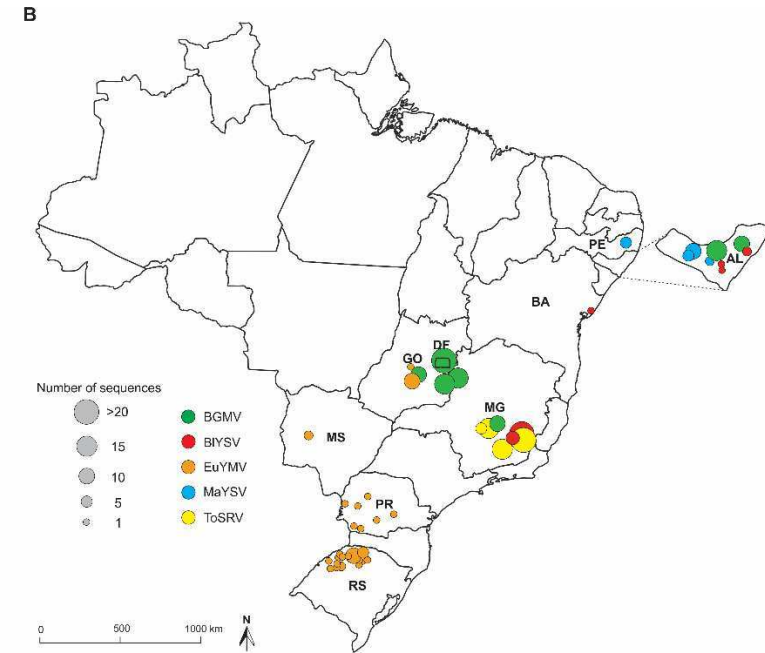 B
PE
AL
BA
DF
GO
MG
MS
PR
RS
Number of sequences
>20
15
10
5
1
BGMV
BlYSV
EuYMV
MaYSV
ToSRV
N
0 500 1000 km